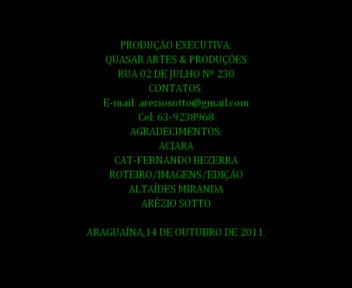 PRODUÇÃO EXECUTIVA:
QUASAR ARTES & PRODUÇÕES
RUA 02 DE JULHO Nº 230
CONTATOS:
E-mail: areziosotto@gmail.com
Cel: 63-9238968
AGRADECIMENTOS:
ACIARA
CAT-FERNANDO BEZERRA
ROTEIRO/IMAGENS/EDIÇÃO
ALTAÍDES MIRANDA
ARÉZIO SOTTO
ARAGUAÍNA,14 DE OUTUBRO DE 2011.